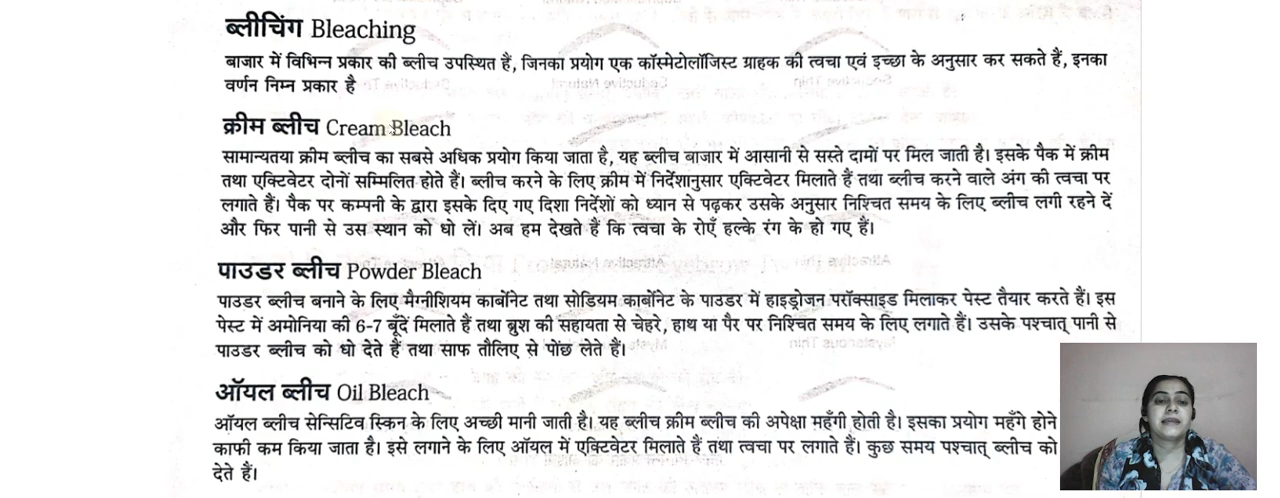 ब्लीचिंग Bleaching
बाजार में विभिन्न प्रकार की ब्लीच उपस्थित हैं, जिनका प्रयोग एक कॉस्मेटोलॉजिस्ट ग्राहक की त्वचा एवं इच्छा के अनुसार कर सकते हैं, इनका
वर्णन निम्न प्रकार है
क्रीम ब्लीच Cream Bleach
सामान्यतया क्रीम ब्लीच का सबसे अधिक प्रयोग किया जाता है, यह ब्लीच बाजार में आसानी से सस्ते दामों पर मिल जाती है। इसके पैक में क्रीम
तथा एक्टिवेटर दोनों सम्मिलित होते हैं। ब्लीच करने के लिए क्रीम में निर्देशानुसार एक्टिवेटर मिलाते हैं तथा ब्लीच करने वाले अंग की त्वचा पर
लगाते हैं। पैक पर कम्पनी के द्वारा इसके दिए गए दिशा निर्देशों को ध्यान से पढ़कर उसके अनुसार निश्चित समय के लिए ब्लीच लगी रहने दें
और फिर पानी से उस स्थान को धो लें। अब हम देखते हैं कि त्वचा के रोएँ हल्के रंग के हो गए हैं।
पाउडर ब्लीच Powder Bleach
पाउडर ब्लीच बनाने के लिए मैग्नीशियम कार्बोनेट तथा सोडियम कार्बोनेट के पाउडर में हाइड्रोजन परॉक्साइड मिलाकर पेस्ट तैयार करते हैं। इस
पेस्ट में अमोनिया की 6-7 बूँदें मिलाते हैं तथा ब्रुश की सहायता से चेहरे, हाथ या पैर पर निश्चित समय के लिए लगाते हैं। उसके पश्चात् पानी से
पाउडर ब्लीच को धो देते हैं तथा साफ तौलिए से पोंछ लेते हैं।
ऑयल ब्लीच Oil Bleach
ऑयल ब्लीच सेन्सिटिव स्किन के लिए अच्छी मानी जाती है। यह ब्लीच क्रीम ब्लीच की अपेक्षा महँगी होती है। इसका प्रयोग महँगे होने
काफी कम किया जाता है। इसे लगाने के लिए ऑयल में एक्टिवेटर मिलाते हैं तथा त्वचा पर लगाते हैं। कुछ समय पश्चात् ब्लीच को
देते हैं।